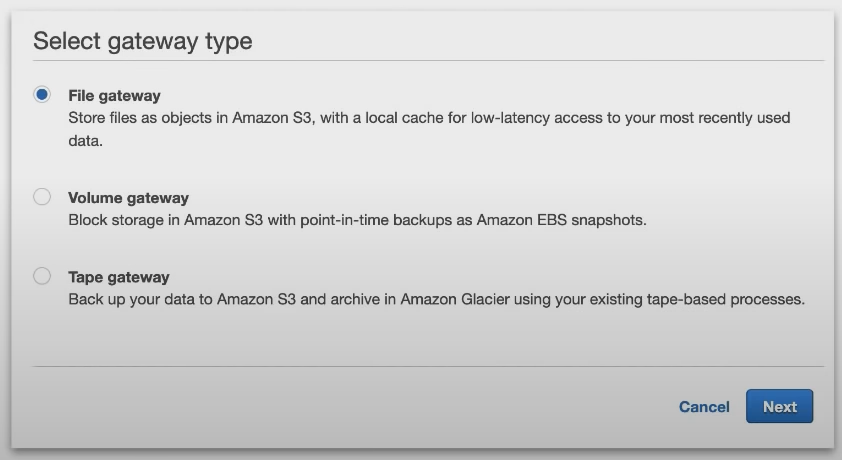 Select gateway type
File gateway
Store files as objects in Amazon S3, with a local cache for low-latency access to your most recently used
data.
Volume gateway
Block storage in Amazon S3 with point-in-time backups as Amazon EBS snapshots.
Tape gateway
Back up your data to Amazon S3 and archive in Amazon Glacier using your existing tape-based processes.
Cancel Next